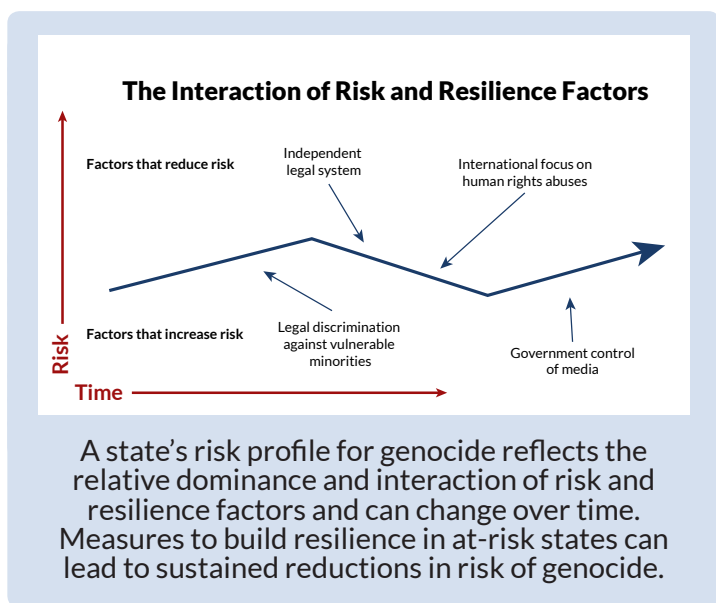 The Interaction of Risk and Resilience Factors
Factors that reduce risk
Independent
legal system
International focus on
human rights abuses
Factors that increase risk
Legal discrimination
against vulnerable
minorities
Government control
of media
Risk
Time
A state’s risk profile for genocide reflects the
relative dominance and interaction of risk and
resilience factors and can change over time.
Measures to build resilience in at-risk states can
lead to sustained reductions in risk of genocide.